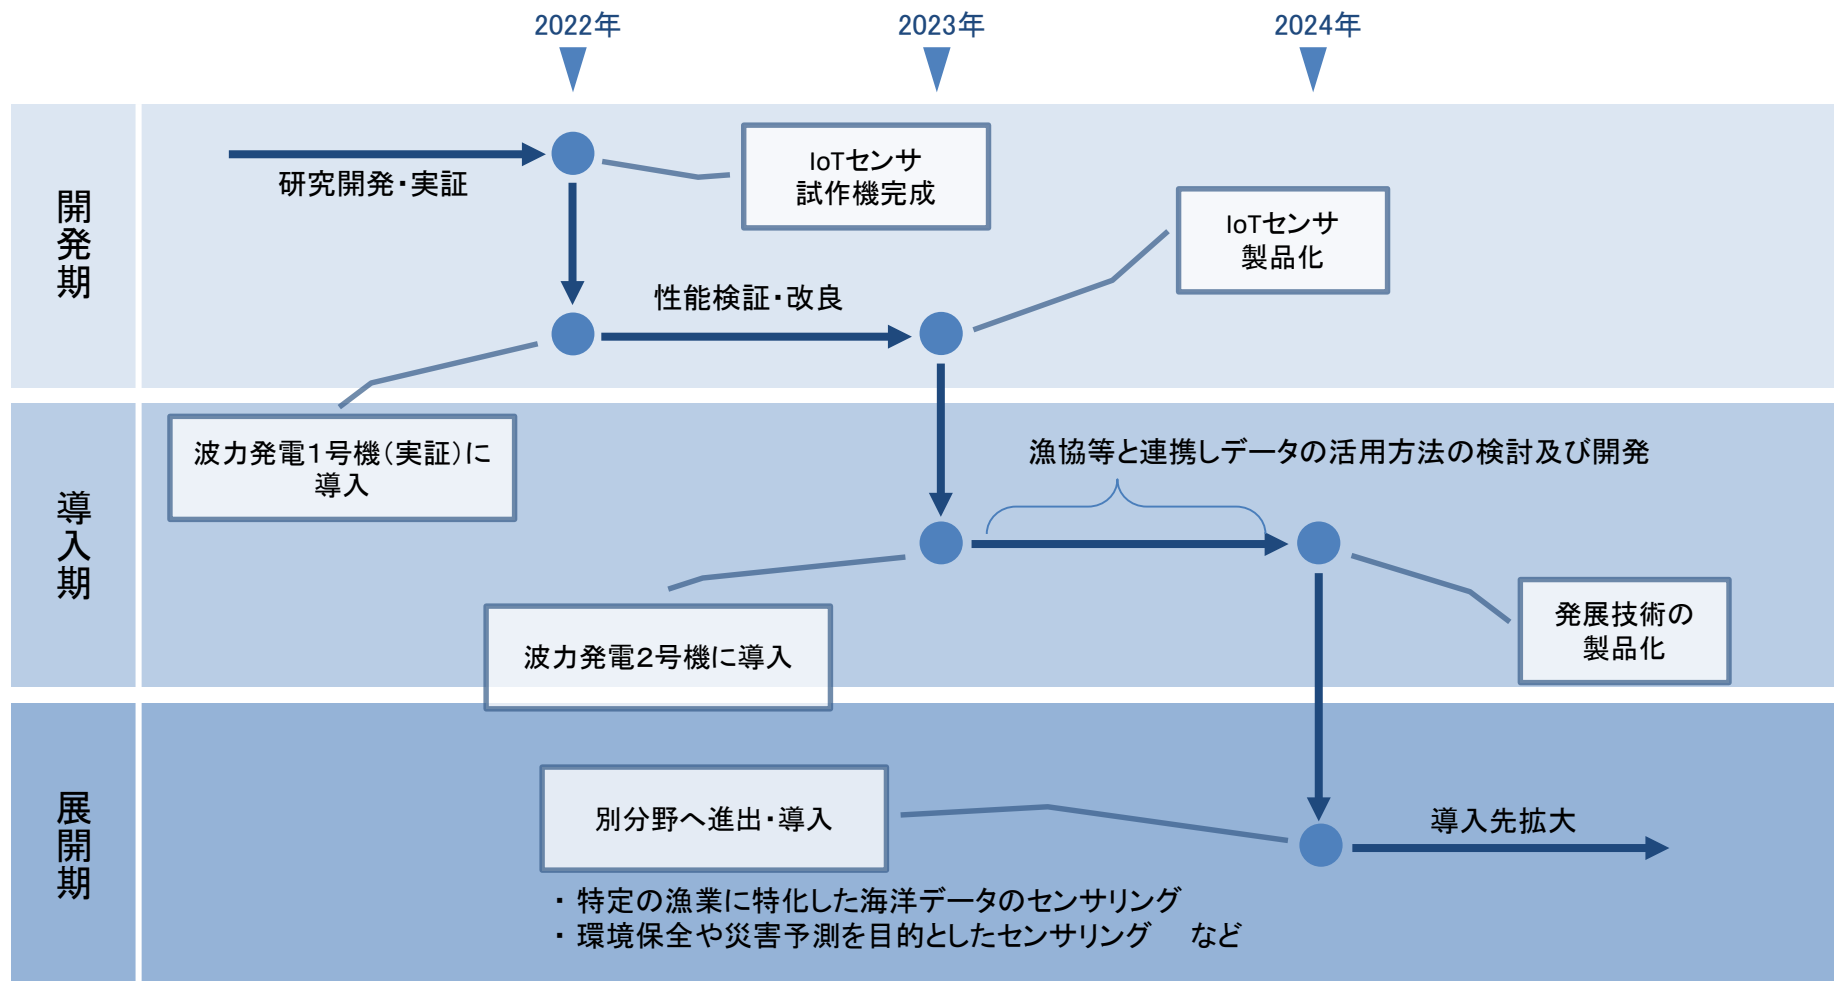 2022年
2023年
2024年
開発期
研究開発・実証
IoTセンサ
試作機完成
IoTセンサ
製品化
性能検証・改良
導入期
波力発電1号機(実証)に
導入
漁協等と連携しデータの活用方法の検討及び開発
波力発電2号機に導入
発展技術の
製品化
展開期
別分野へ進出・導入
導入先拡大
・ 特定の漁業に特化した海洋データのセンサリング
・ 環境保全や災害予測を目的としたセンサリング など